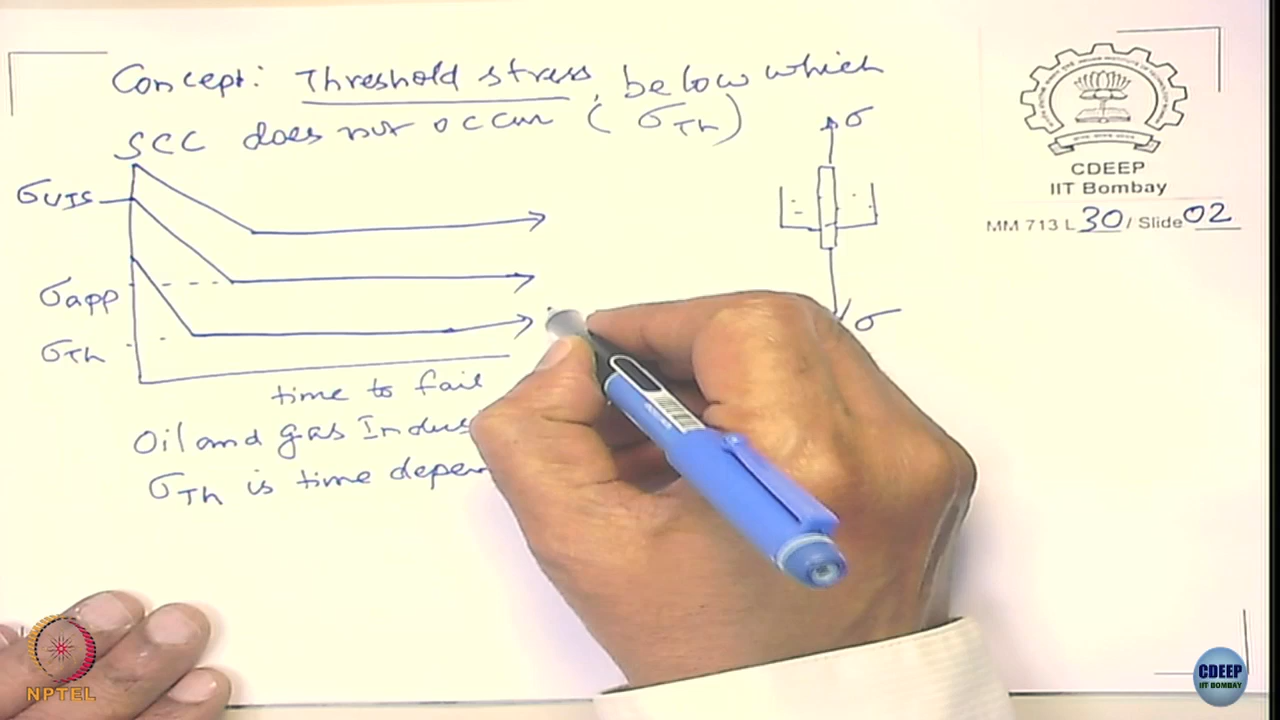 Concept: Threshold stress, below which
SCC does not occur (σTh)
σ
σUTS
σapp
σTh
σ
time to fail
Oil and gas Indus
σTh is time depen
CDEEP
IIT Bombay
MM 713 L 30 / Slide 02
NPTEL
CDEEP
IIT BOMBAY